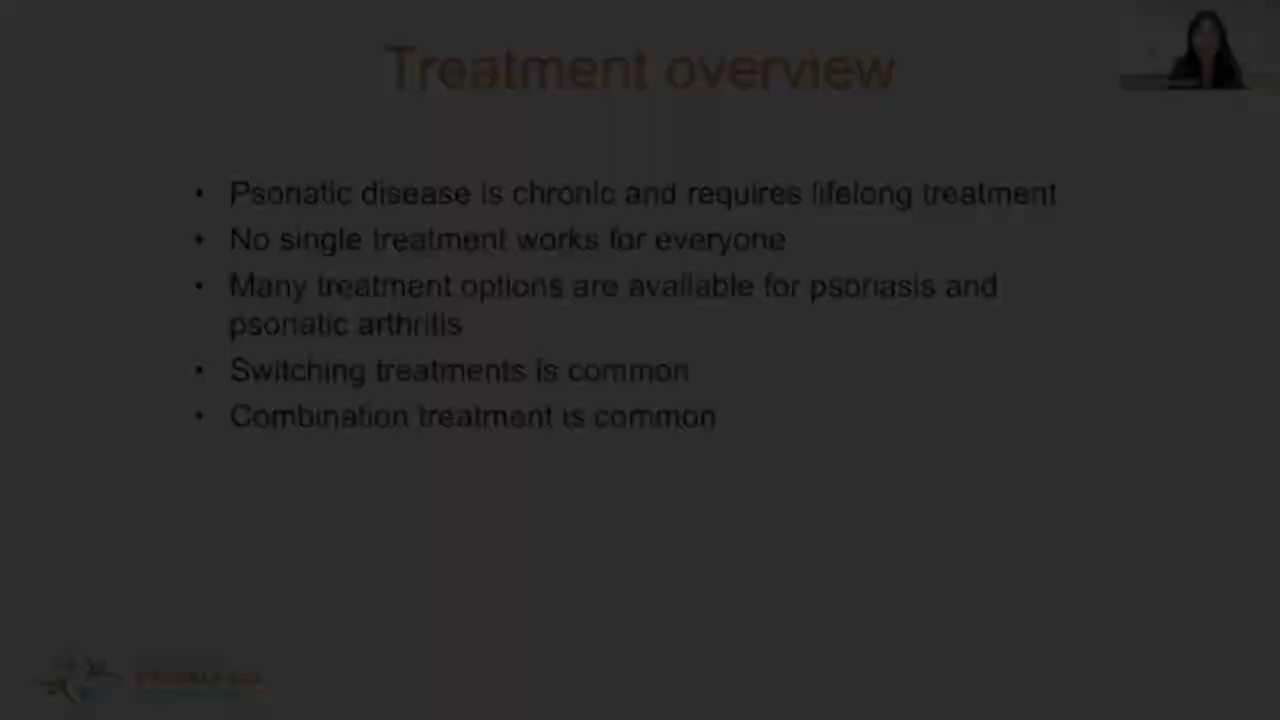 Treatment overview
• Psoriatic disease is chronic and requires lifelong treatment
• No single treatment works for everyone
• Many treatment options are available for psoriasis and
psoriatic arthritis
• Switching treatments is common
• Combination treatment is common